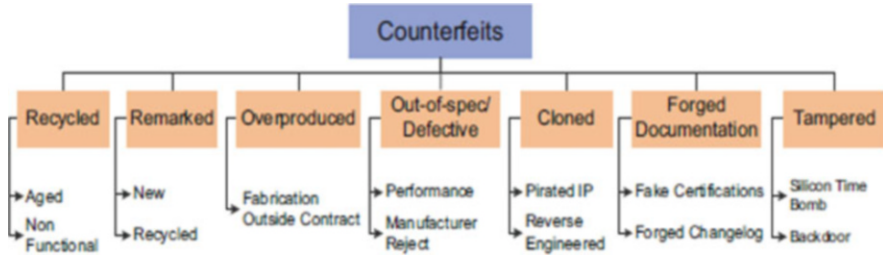 Counterfeits
Recycled
Remarked
Overproduced
Out-of-spec/
Defective
Cloned
Forged
Documentation
Tampered
Aged
Non
Functional
New
Recycled
Fabrication
Outside Contract
Performance
Manufacturer
Reject
Pirated IP
Reverse
Engineered
Fake Certifications
Forged Changelog
Silicon Time
Bomb
Backdoor